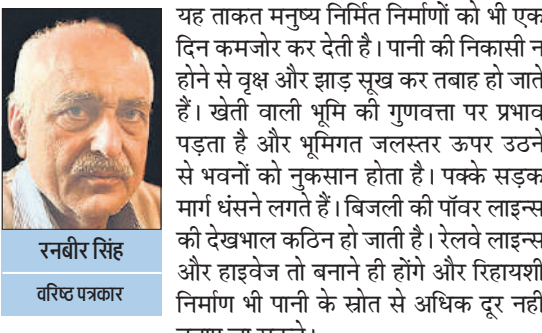 यह ताकत मनुष्य निर्मित निर्माणों को भी एक
दिन कमजोर कर देती है। पानी की निकासी न
होने से वृक्ष और झाड़ सूख कर तबाह हो जाते
हैं। खेती वाली भूमि की गुणवत्ता पर प्रभाव
पड़ता है और भूमिगत जलस्तर ऊपर उठने
से भवनों को नुकसान होता है। पक्के सड़क
मार्ग धंसने लगते हैं। बिजली की पॉवर लाइन्स
की देखभाल कठिन हो जाती है। रेलवे लाइन्स
और हाइवेज तो बनाने ही होंगे और रिहायशी
निर्माण भी पानी के स्रोत से अधिक दूर नहीं
रनबीर सिंह
वरिष्ठ पत्रकार